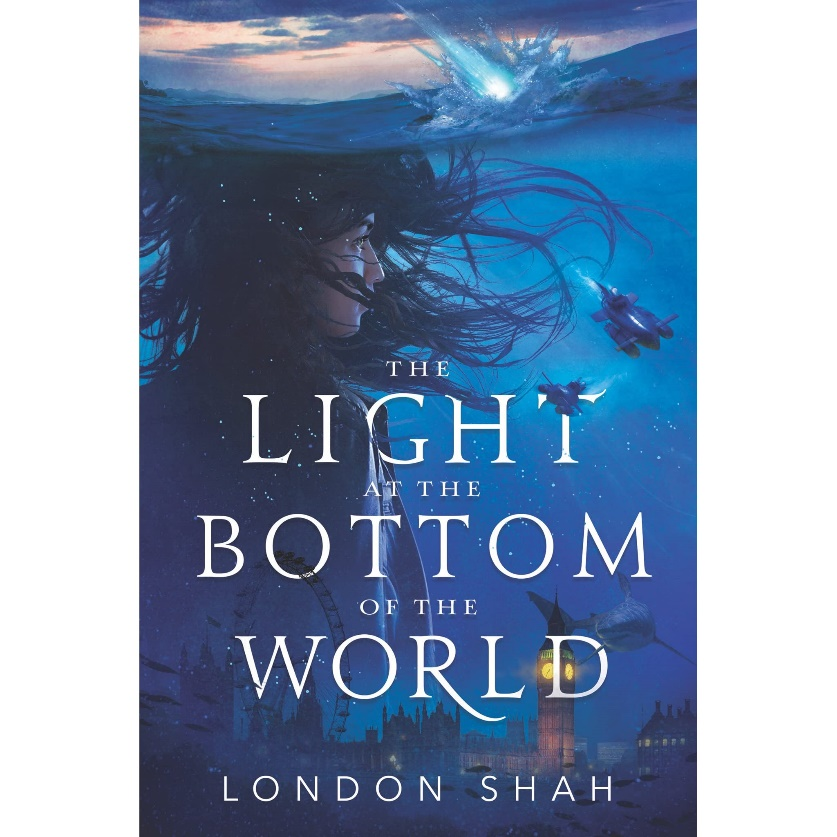 THE
LIGHT
AT THE
BOTTOM
OF THE
WORLD
LONDON SHAH